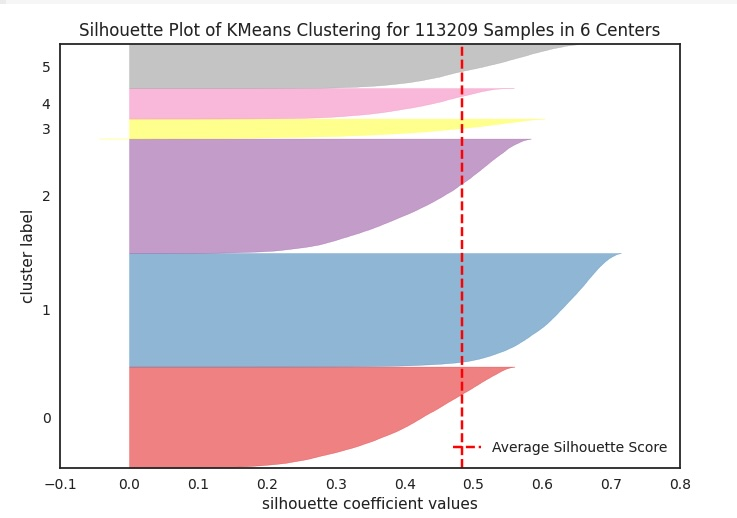 Silhouette Plot of KMeans Clustering for 113209 Samples in 6 Centers
5
4
3
2
1
0
cluster label
Average Silhouette Score
−0.1 0.0 0.1 0.2 0.3 0.4 0.5 0.6 0.7 0.8
silhouette coefficient values